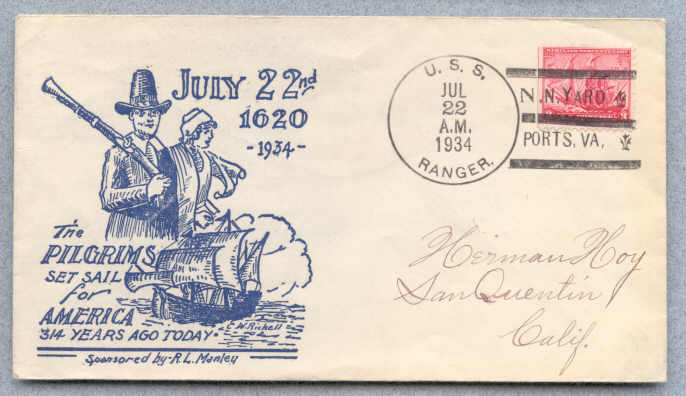 JULY 22nd
1620
-1934-
The
PILGRIMS
SET SAIL
for
AMERICA
314 YEARS AGO TODAY.
Sponsored by-R.L. Manley
U. S. S.
JUL
22
A.M.
1934
RANGER.
N.N.YARD
PORTS, VA,
Herman Hoy
San Quentin
Calif.